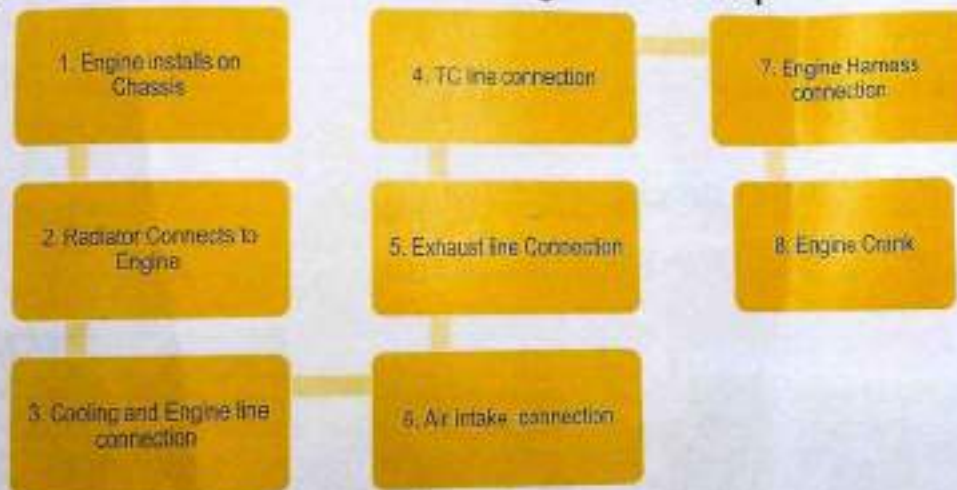 1. Engine installs on
Chassis
2. Radiator Connects to
Engine
3. Cooling and Engine line
connection
4. TC line connection
5. Exhaust line Connection
6. Air intake connection
7. Engine Harness
connection
8. Engine Crank